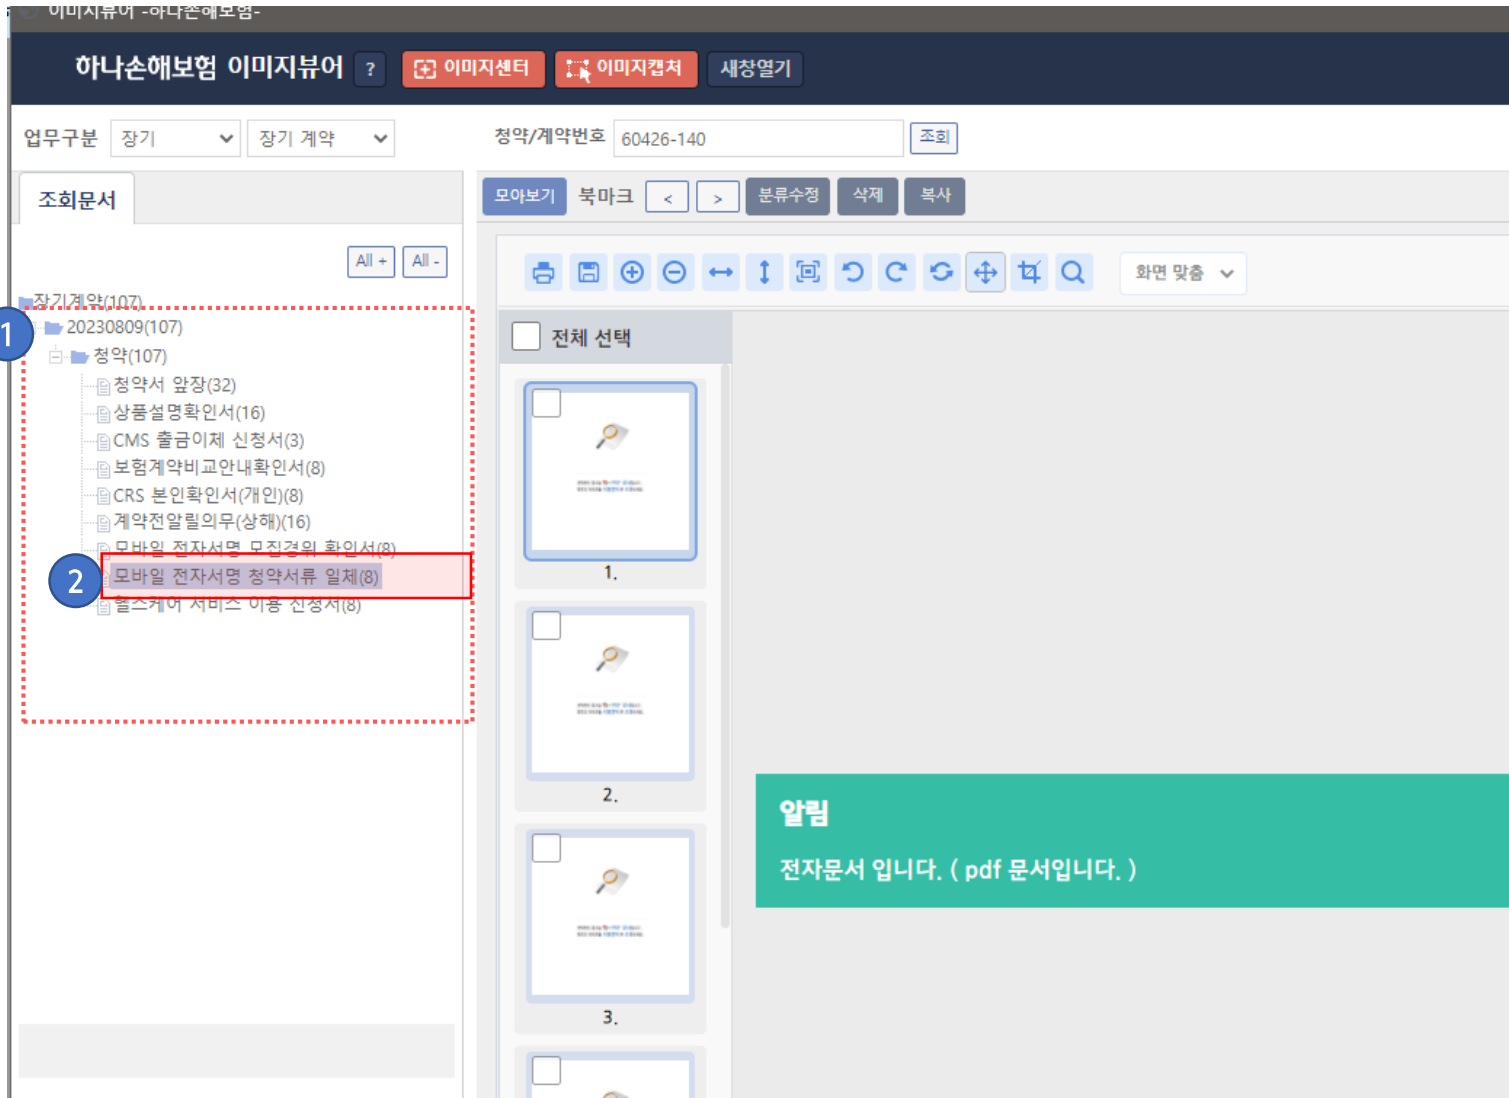 이미지뷰어 -하나손해보험-
하나손해보험 이미지뷰어 ? 이미지센터 이미지캡처 새창열기
업무구분 장기 장기 계약 청약/계약번호 60426-140 조회
조회문서 모아보기 북마크 < > 분류수정 삭제 복사
All + All -
화면 맞춤
장기계약(107)
1 20230809(107)
전체 선택
청약(107)
청약서 앞장(32)
상품설명확인서(16)
CMS 출금이체 신청서(3)
보험계약비교안내확인서(8)
CRS 본인확인서(개인)(8)
계약전알릴의무(상해)(16)
모바일 전자서명 모집경위 확인서(8)
2 모바일 전자서명 청약서류 일체(8)
헬스케어 서비스 이용 신청서(8)
1.
2.
3.
알림
전자문서 입니다. ( pdf 문서입니다. )